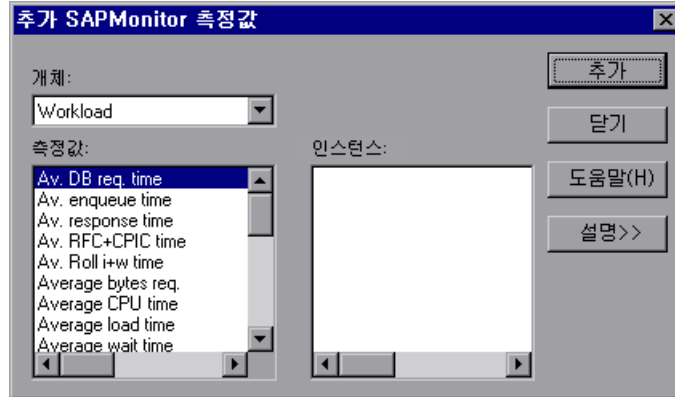 추가 SAPMonitor 측정값
개체:
Workload
측정값:
Av. DB req. time
Av. enqueue time
Av. response time
Av. RFC+CPIC time
Av. Roll i+w time
Average bytes req.
Average CPU time
Average load time
Average wait time
인스턴스:
추가
닫기
도움말(H)
설명>>